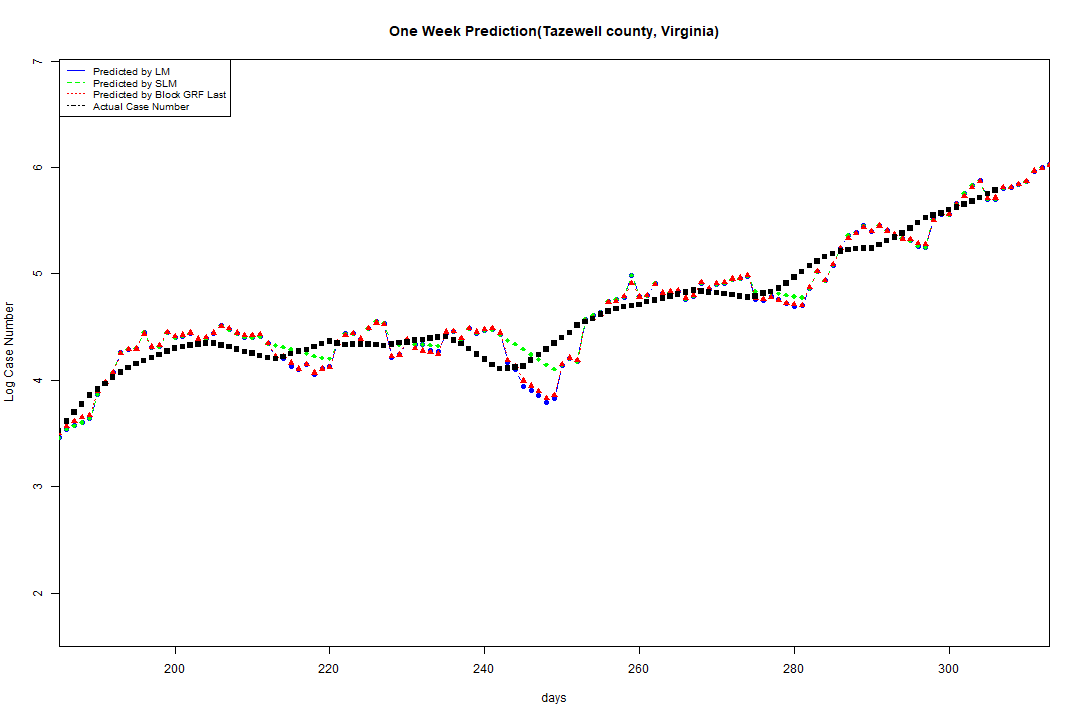 One Week Prediction(Tazewell county, Virginia)
Predicted by LM
Predicted by SLM
Predicted by Block GRF Last
Actual Case Number
7
6
5
4
3
2
Log Case Number
200 220 240 260 280 300
days